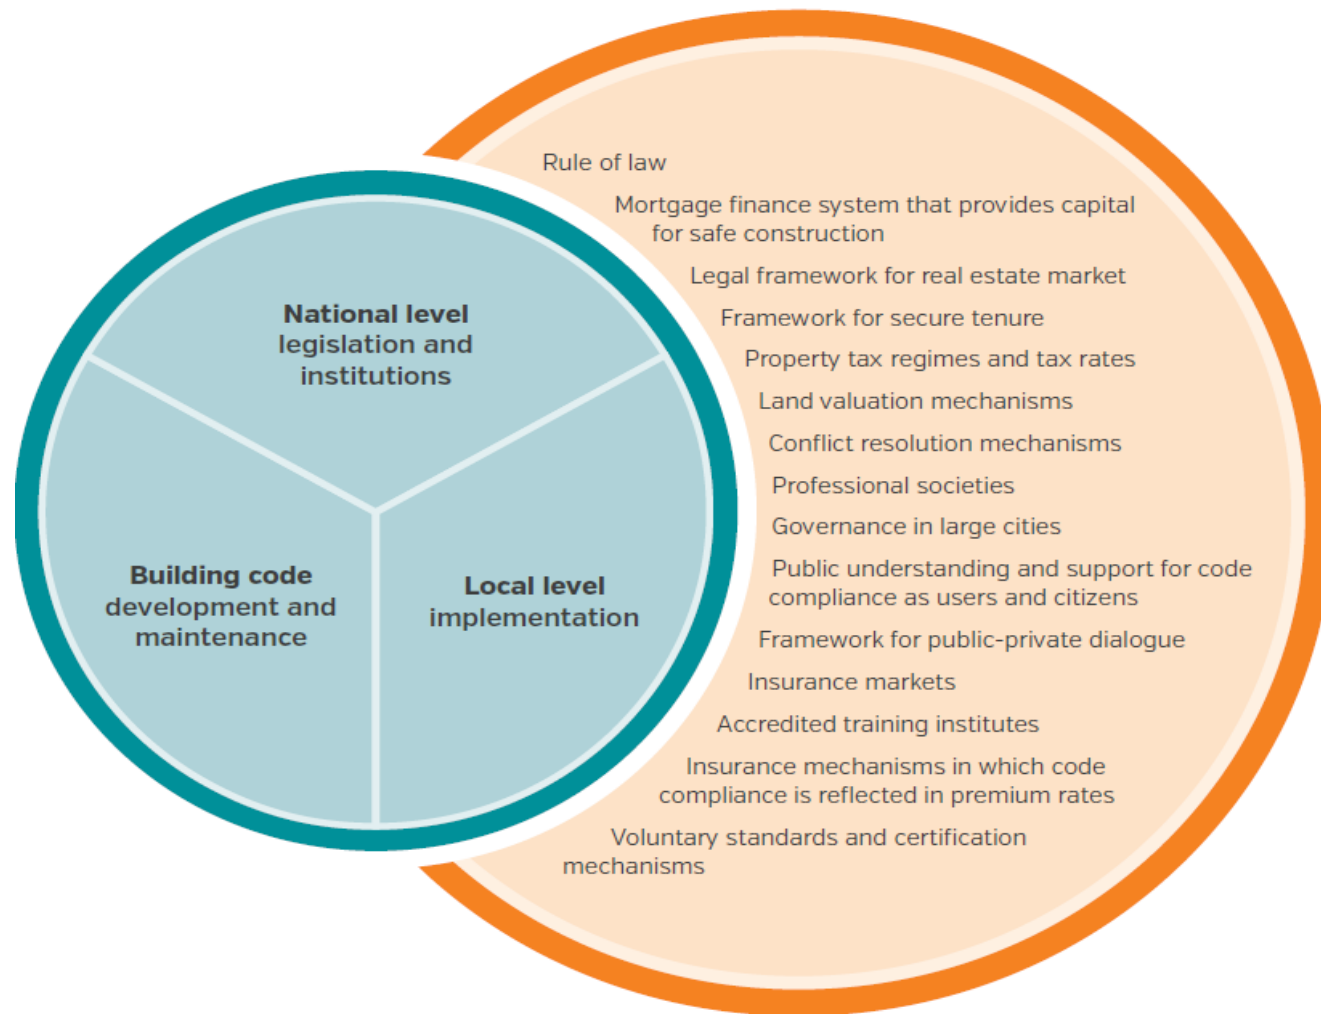 National level
legislation and
institutions
Building code
development and
maintenance
Local level
implementation
Rule of law
Mortgage finance system that provides capital
for safe construction
Legal framework for real estate market
Framework for secure tenure
Property tax regimes and tax rates
Land valuation mechanisms
Conflict resolution mechanisms
Professional societies
Governance in large cities
Public understanding and support for code
compliance as users and citizens
Framework for public-private dialogue
Insurance markets
Accredited training institutes
Insurance mechanisms in which code
compliance is reflected in premium rates
Voluntary standards and certification
mechanisms